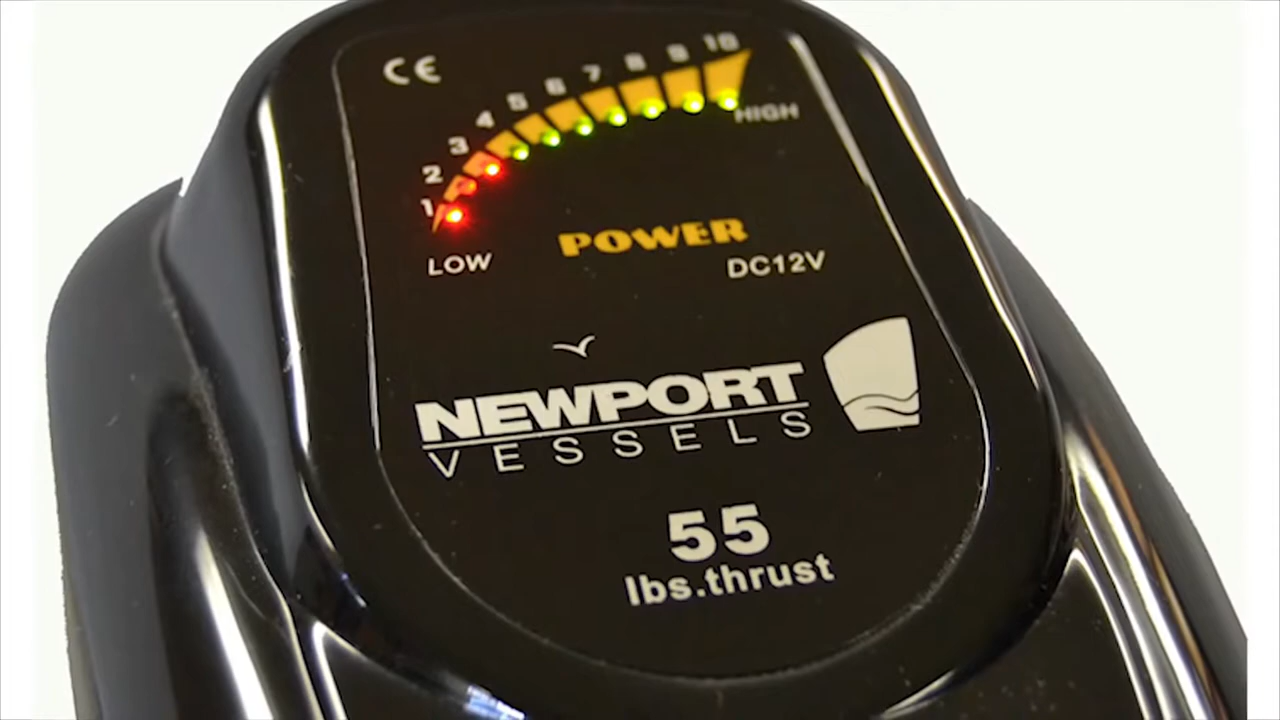 CE
1 2 3 4 5 6 7 8 9 10
LOW
HIGH
POWER
DC12V
NEWPORT
VESSELS
55
lbs.thrust